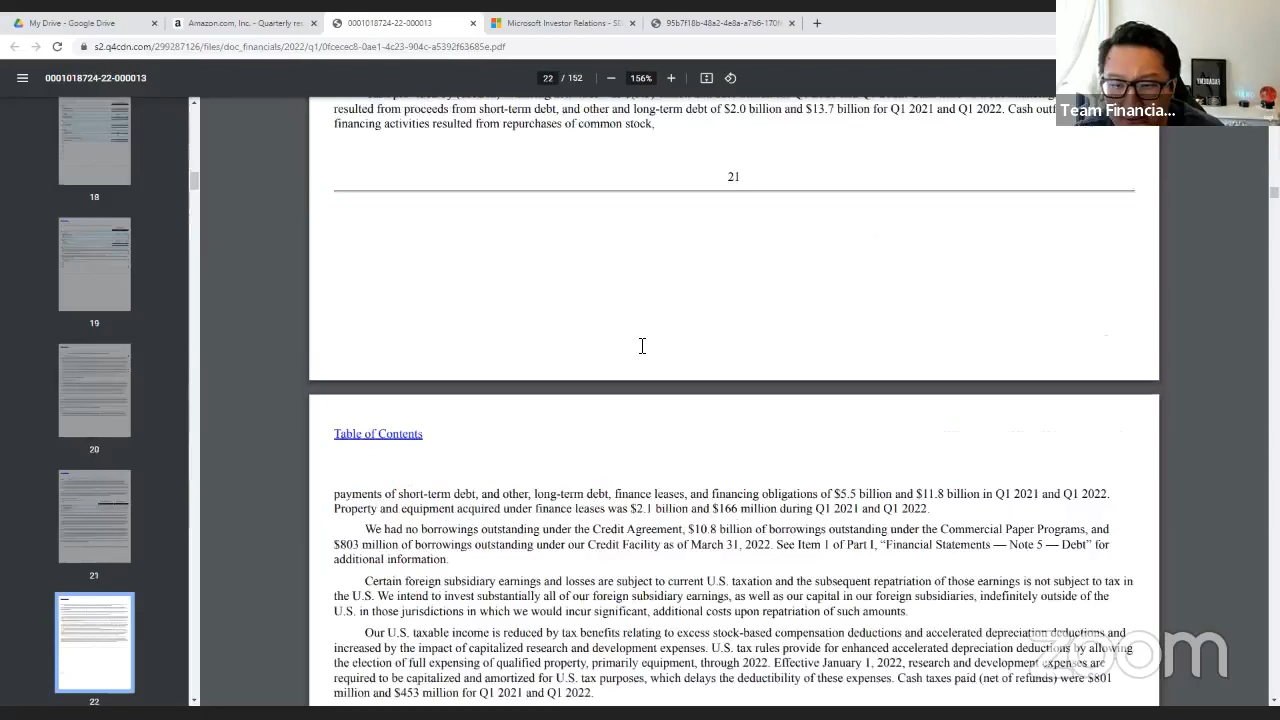 My Drive - Google Drive
Amazon.com, Inc. - Quarterly re
0001018724-22-000013
Microsoft Investor Relations - SE
95b7f18b-48a2-4e8a-a7b6-170f
s2.q4cdn.com/299287126/files/doc_financials/2022/q1/0fcecec8-0ae1-4c23-904c-a5392f63685e.pdf
0001018724-22-000013
22 / 152
156%
Team Financia...
resulted from proceeds from short-term debt, and other and long-term debt of $2.0 billion and $13.7 billion for Q1 2021 and Q1 2022. Cash outf
financing activities resulted from repurchases of common stock,
21
18
19
20
21
22
Table of Contents
payments of short-term debt, and other, long-term debt, finance leases, and financing obligations of $5.5 billion and $11.8 billion in Q1 2021 and Q1 2022.
Property and equipment acquired under finance leases was $2.1 billion and $166 million during Q1 2021 and Q1 2022.
We had no borrowings outstanding under the Credit Agreement, $10.8 billion of borrowings outstanding under the Commercial Paper Programs, and
$803 million of borrowings outstanding under our Credit Facility as of March 31, 2022. See Item 1 of Part I, “Financial Statements — Note 5 — Debt” for
additional information.
Certain foreign subsidiary earnings and losses are subject to current U.S. taxation and the subsequent repatriation of those earnings is not subject to tax in
the U.S. We intend to invest substantially all of our foreign subsidiary earnings, as well as our capital in our foreign subsidiaries, indefinitely outside of the
U.S. in those jurisdictions in which we would incur significant, additional costs upon repatriation of such amounts.
Our U.S. taxable income is reduced by tax benefits relating to excess stock-based compensation deductions and accelerated depreciation deductions and
increased by the impact of capitalized research and development expenses. U.S. tax rules provide for enhanced accelerated depreciation deductions by allowing
the election of full expensing of qualified property, primarily equipment, through 2022. Effective January 1, 2022, research and development expenses are
required to be capitalized and amortized for U.S. tax purposes, which delays the deductibility of these expenses. Cash taxes paid (net of refunds) were $801
million and $453 million for Q1 2021 and Q1 2022.
zoom